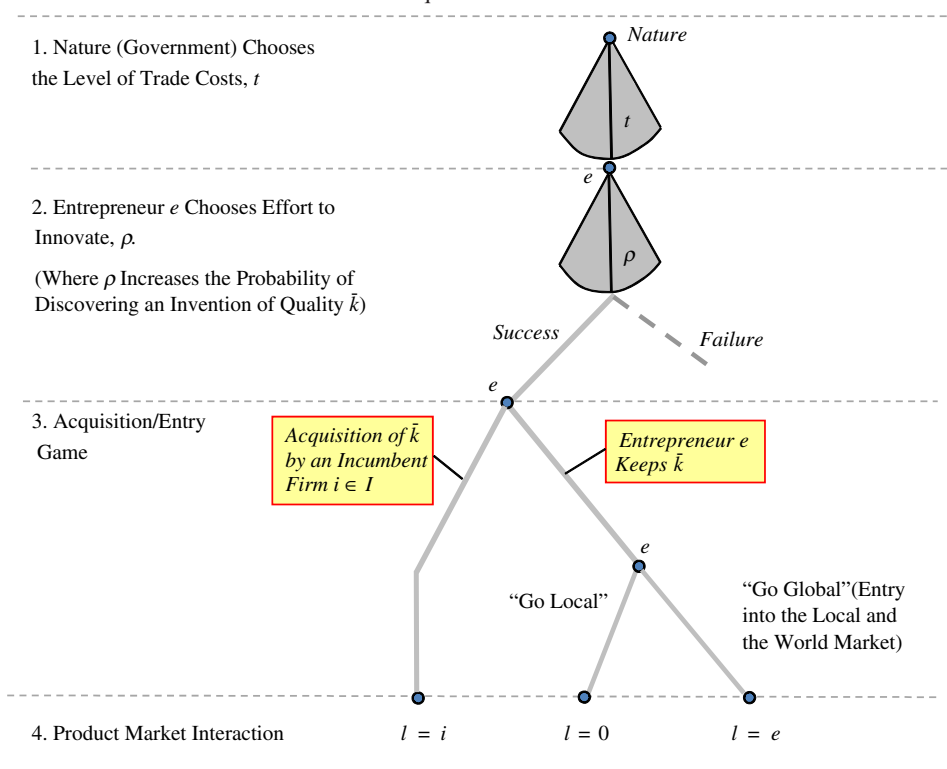 1. Nature (Government) Chooses
the Level of Trade Costs, t
Nature
t
e
2. Entrepreneur e Chooses Effort to
Innovate, ρ.
(Where ρ Increases the Probability of
Discovering an Invention of Quality k̄)
ρ
Success
Failure
e
3. Acquisition/Entry
Game
Acquisition of k̄
by an Incumbent
Firm i ∈ I
Entrepreneur e
Keeps k̄
e
“Go Local”
“Go Global”(Entry
into the Local and
the World Market)
4. Product Market Interaction
l = i
l = 0
l = e